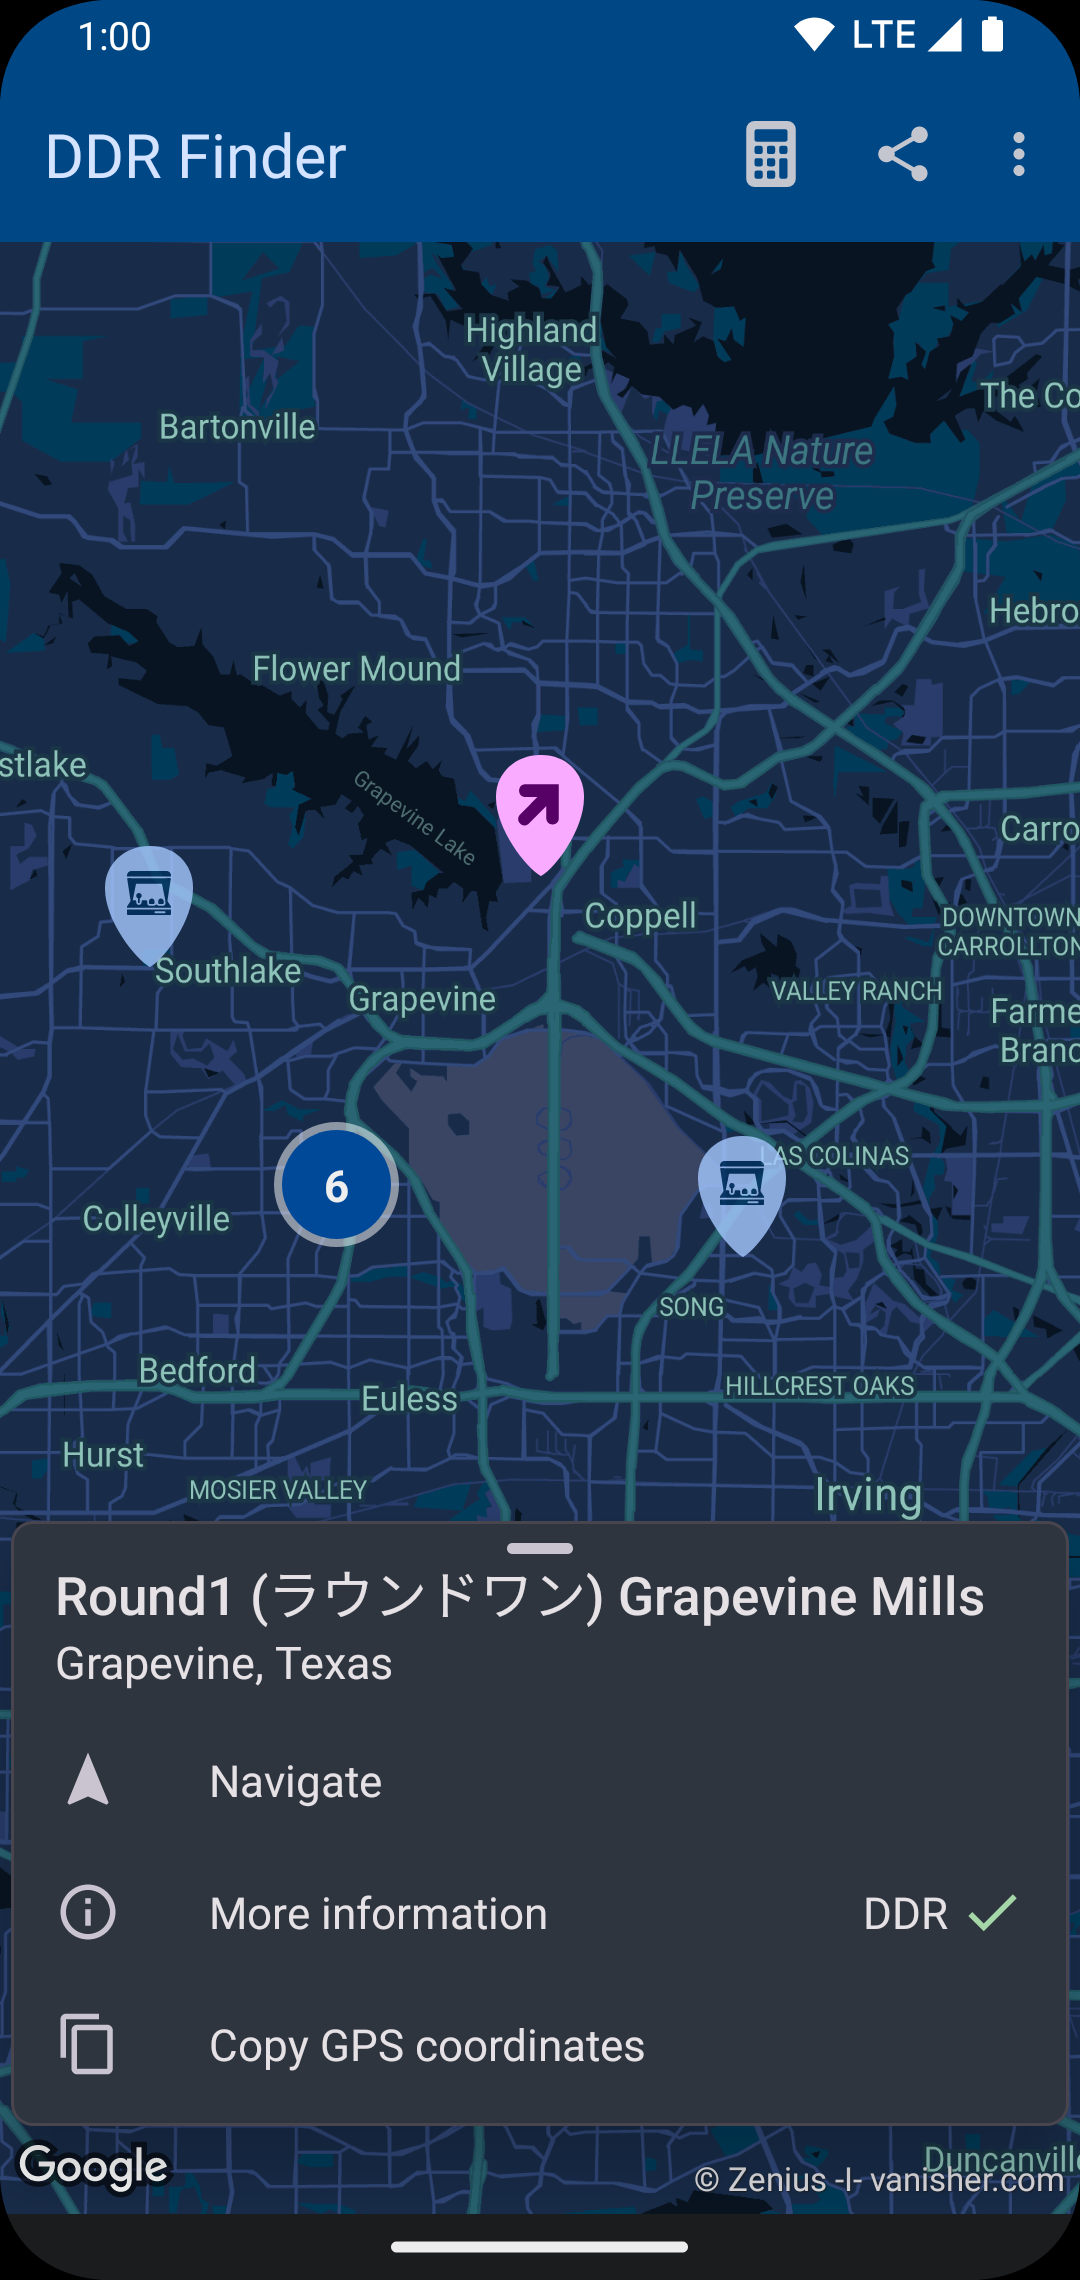 1:00
LTE
DDR Finder
Highland
Village
The Co
Bartonville
LLELA Nature
Preserve
Hebro
Flower Mound
stlake
Grapevine Lake
Carro
Coppell
DOWNTOWN
CARROLLTON
Southlake
Grapevine
VALLEY RANCH
Farme
Branc
LAS COLINAS
6
Colleyville
SONG
Bedford
Euless
HILLCREST OAKS
Hurst
MOSIER VALLEY
Irving
Round1 (ラウンドワン) Grapevine Mills
Grapevine, Texas
Navigate
More information
DDR
Copy GPS coordinates
Duncanville
Google
© Zenius -I- vanisher.com